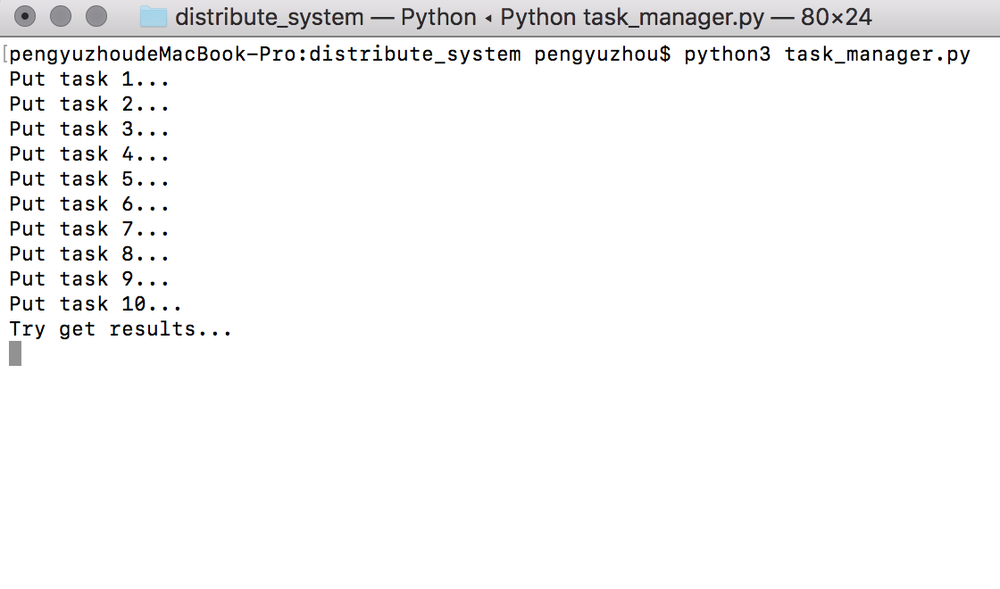 distribute_system — Python ◂ Python task_manager.py — 80×24
[pengyuzhoudeMacBook-Pro:distribute_system pengyuzhou$ python3 task_manager.py
Put task 1...
Put task 2...
Put task 3...
Put task 4...
Put task 5...
Put task 6...
Put task 7...
Put task 8...
Put task 9...
Put task 10...
Try get results...